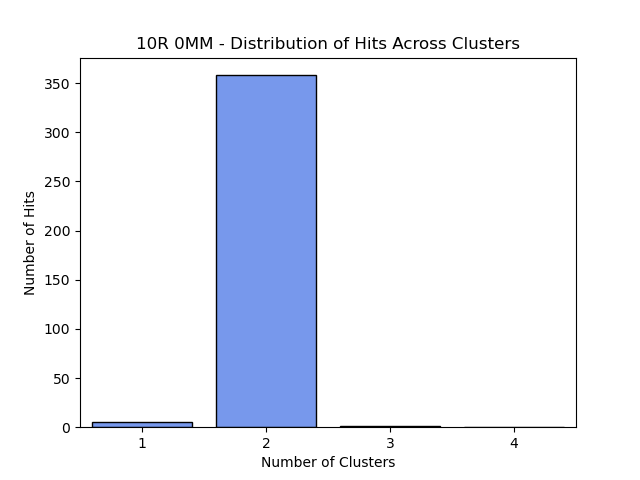 10R 0MM - Distribution of Hits Across Clusters
Number of Hits
350
300
250
200
150
100
50
0
1 2 3 4
Number of Clusters